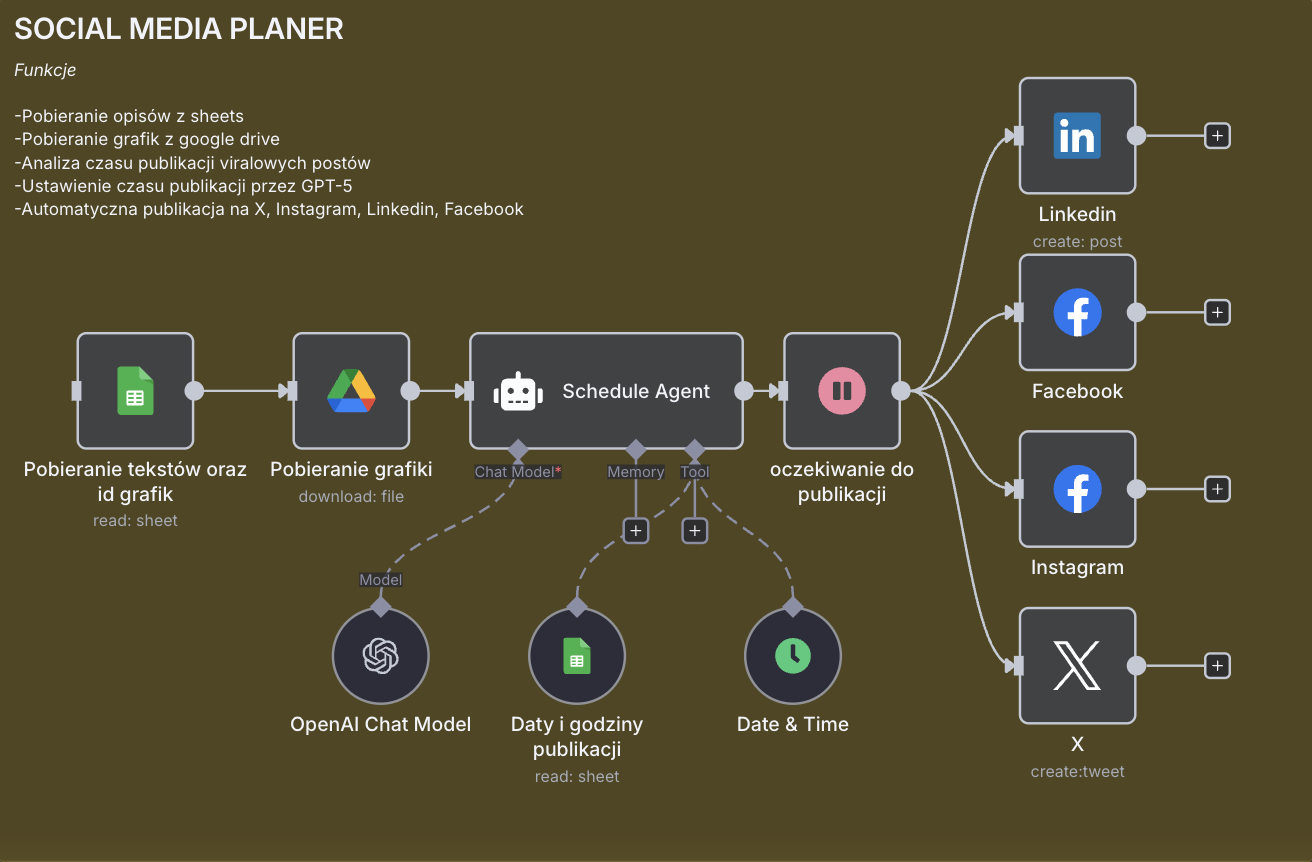 SOCIAL MEDIA PLANER
Funkcje
-Pobieranie opisów z sheets
-Pobieranie grafik z google drive
-Analiza czasu publikacji viralowych postów
-Ustawienie czasu publikacji przez GPT-5
-Automatyczna publikacja na X, Instagram, Linkedin, Facebook
in
Linkedin
create: post
Facebook
Schedule Agent
Pobieranie tekstów oraz
id grafik
read: sheet
Pobieranie grafiki
download: file
Chat Model*
Memory
Tool
oczekiwanie do
publikacji
Instagram
Model
OpenAI Chat Model
Daty i godziny
publikacji
read: sheet
Date & Time
X
create:tweet